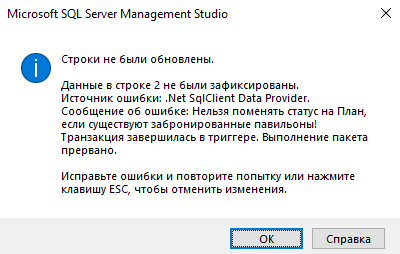 Microsoft SQL Server Management Studio
Строки не были обновлены.
Данные в строке 2 не были зафиксированы.
Источник ошибки: .Net SqlClient Data Provider.
Сообщение об ошибке: Нельзя поменять статус на План,
если существуют забронированные павильоны!
Транзакция завершилась в триггере. Выполнение пакета
прервано.
Исправьте ошибки и повторите попытку или нажмите
клавишу ESC, чтобы отменить изменения.
ОК
Справка